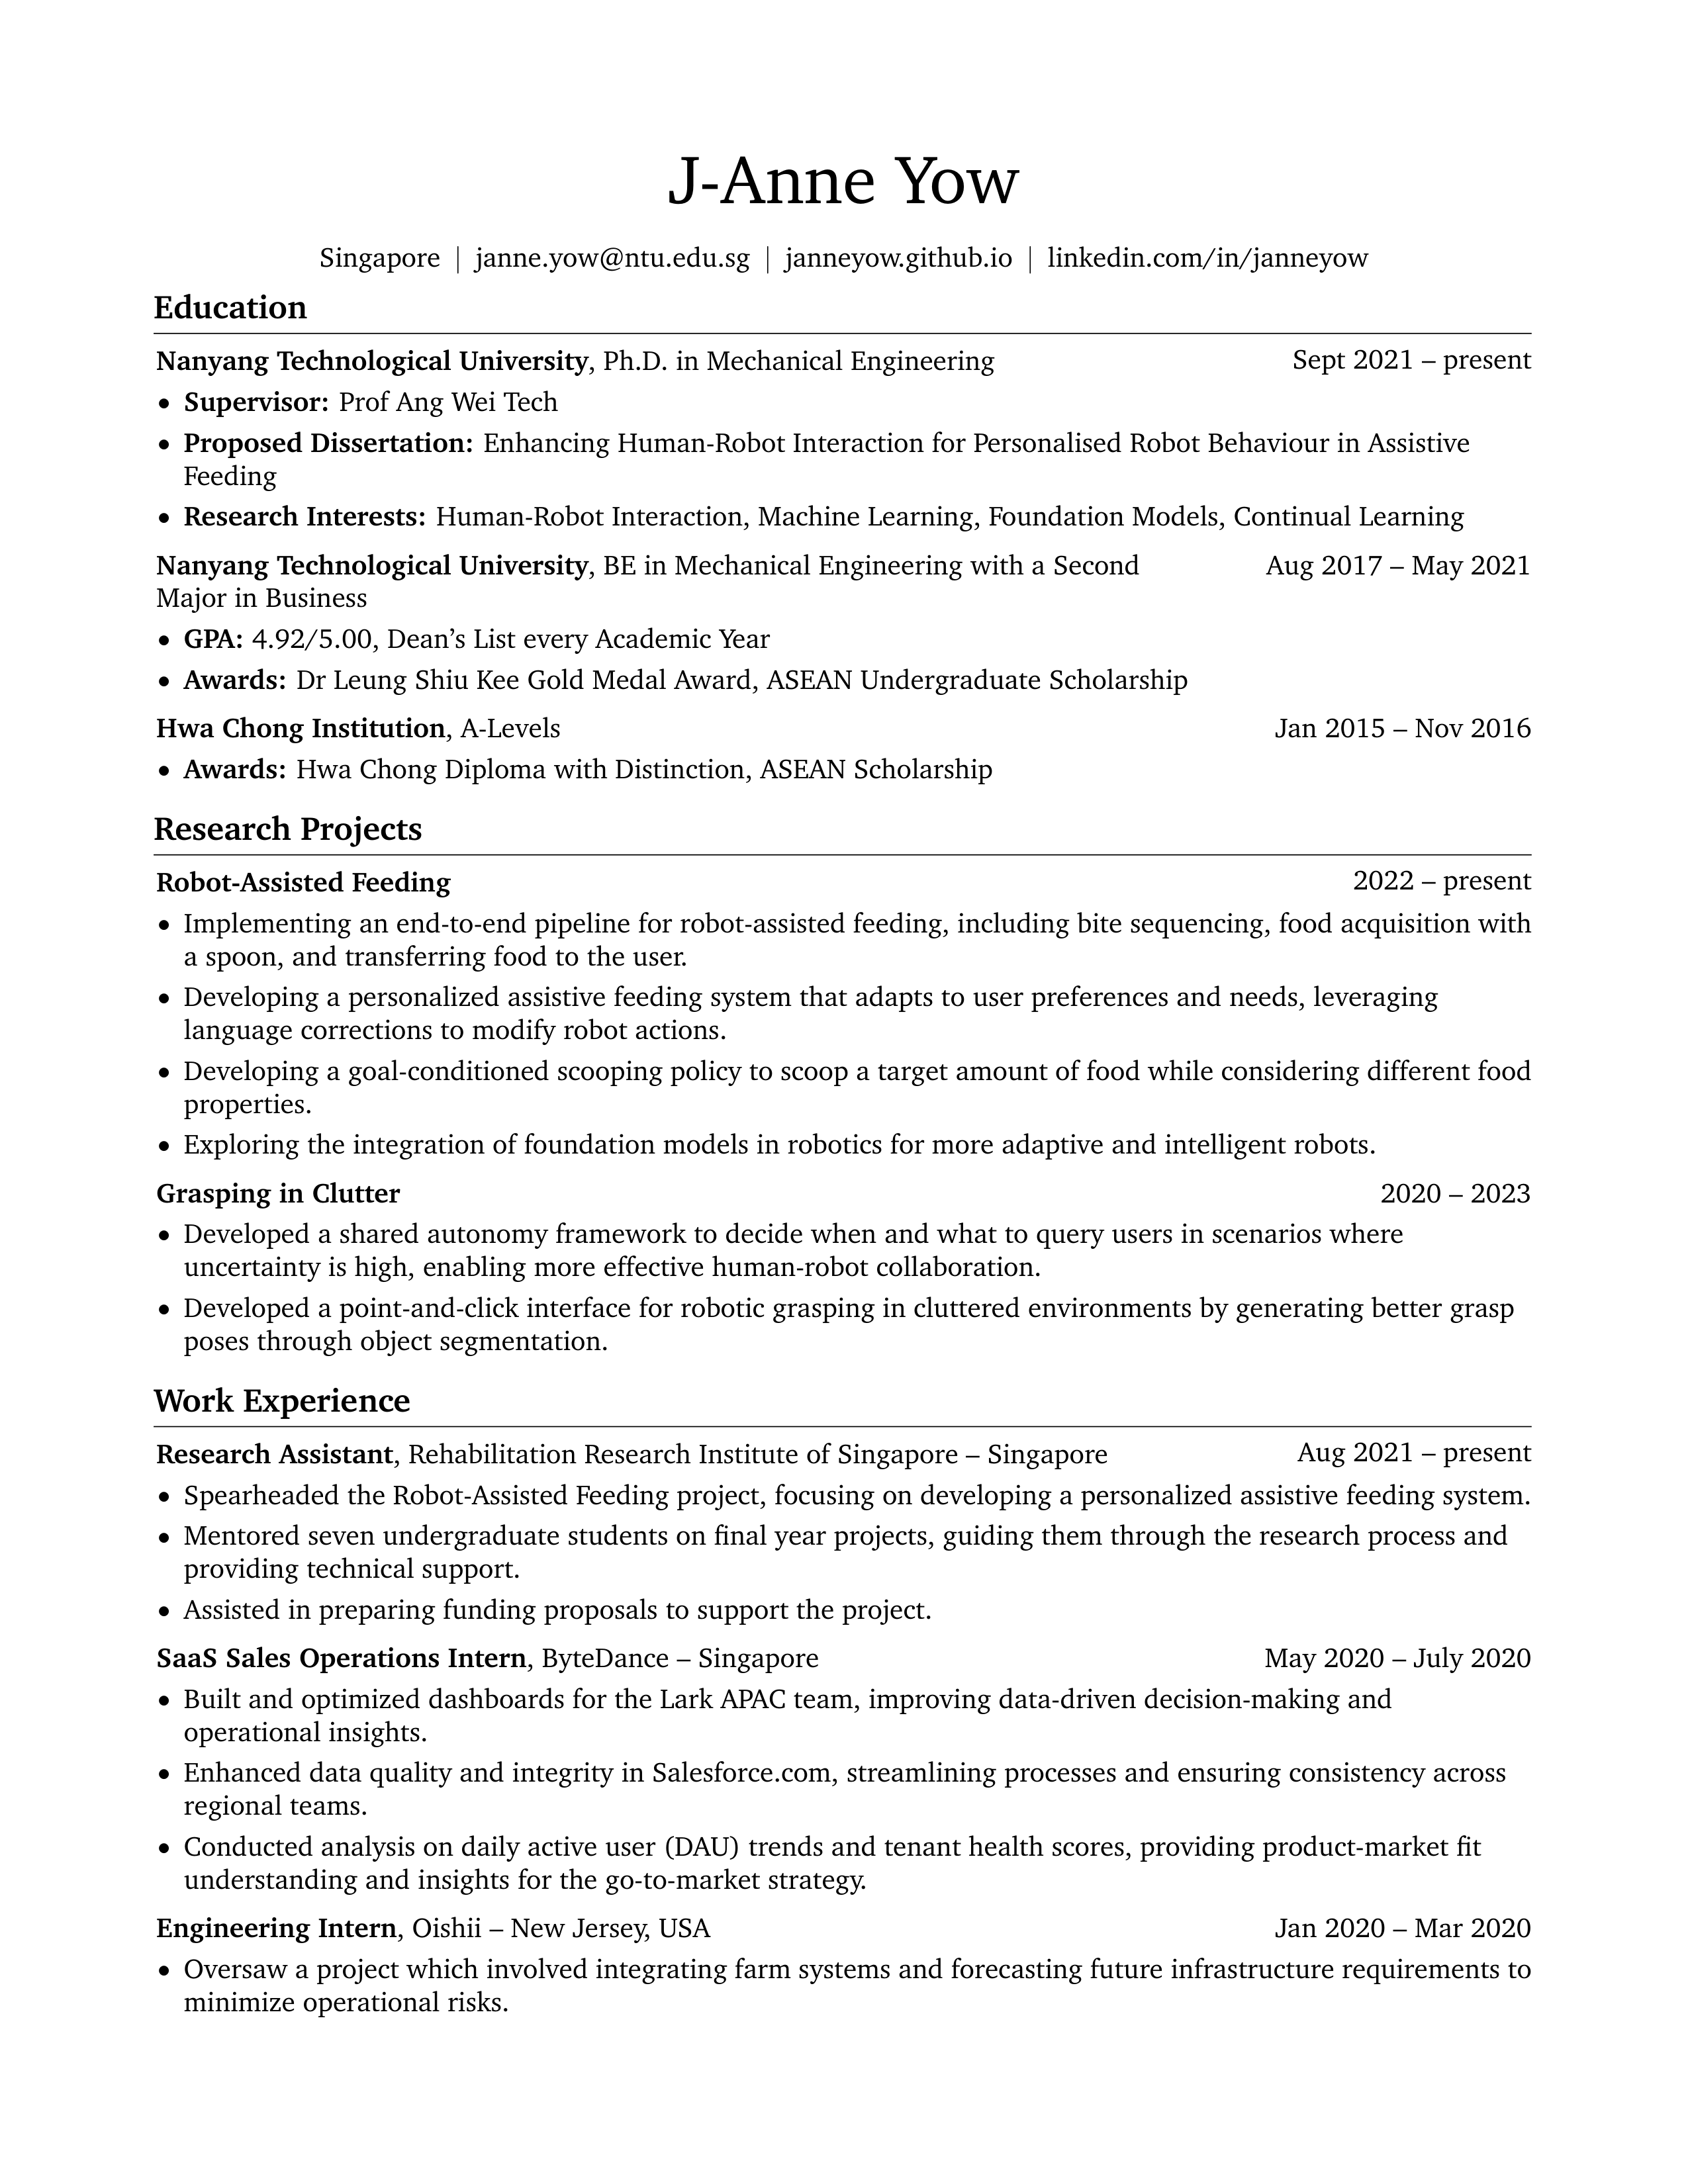 J-Anne Yow
Singapore | janne.yow@ntu.edu.sg | janneyow.github.io | linkedin.com/in/janneyow
Education
Nanyang Technological University, Ph.D. in Mechanical Engineering Sept 2021 – present
• Supervisor: Prof Ang Wei Tech
• Proposed Dissertation: Enhancing Human-Robot Interaction for Personalised Robot Behaviour in Assistive
Feeding
• Research Interests: Human-Robot Interaction, Machine Learning, Foundation Models, Continual Learning
Nanyang Technological University, BE in Mechanical Engineering with a Second Aug 2017 – May 2021
Major in Business
• GPA: 4.92/5.00, Dean’s List every Academic Year
• Awards: Dr Leung Shiu Kee Gold Medal Award, ASEAN Undergraduate Scholarship
Hwa Chong Institution, A-Levels Jan 2015 – Nov 2016
• Awards: Hwa Chong Diploma with Distinction, ASEAN Scholarship
Research Projects
Robot-Assisted Feeding 2022 – present
• Implementing an end-to-end pipeline for robot-assisted feeding, including bite sequencing, food acquisition with
a spoon, and transferring food to the user.
• Developing a personalized assistive feeding system that adapts to user preferences and needs, leveraging
language corrections to modify robot actions.
• Developing a goal-conditioned scooping policy to scoop a target amount of food while considering different food
properties.
• Exploring the integration of foundation models in robotics for more adaptive and intelligent robots.
Grasping in Clutter 2020 – 2023
• Developed a shared autonomy framework to decide when and what to query users in scenarios where
uncertainty is high, enabling more effective human-robot collaboration.
• Developed a point-and-click interface for robotic grasping in cluttered environments by generating better grasp
poses through object segmentation.
Work Experience
Research Assistant, Rehabilitation Research Institute of Singapore – Singapore Aug 2021 – present
• Spearheaded the Robot-Assisted Feeding project, focusing on developing a personalized assistive feeding system.
• Mentored seven undergraduate students on final year projects, guiding them through the research process and
providing technical support.
• Assisted in preparing funding proposals to support the project.
SaaS Sales Operations Intern, ByteDance – Singapore May 2020 – July 2020
• Built and optimized dashboards for the Lark APAC team, improving data-driven decision-making and
operational insights.
• Enhanced data quality and integrity in Salesforce.com, streamlining processes and ensuring consistency across
regional teams.
• Conducted analysis on daily active user (DAU) trends and tenant health scores, providing product-market fit
understanding and insights for the go-to-market strategy.
Engineering Intern, Oishii – New Jersey, USA Jan 2020 – Mar 2020
• Oversaw a project which involved integrating farm systems and forecasting future infrastructure requirements to
minimize operational risks.